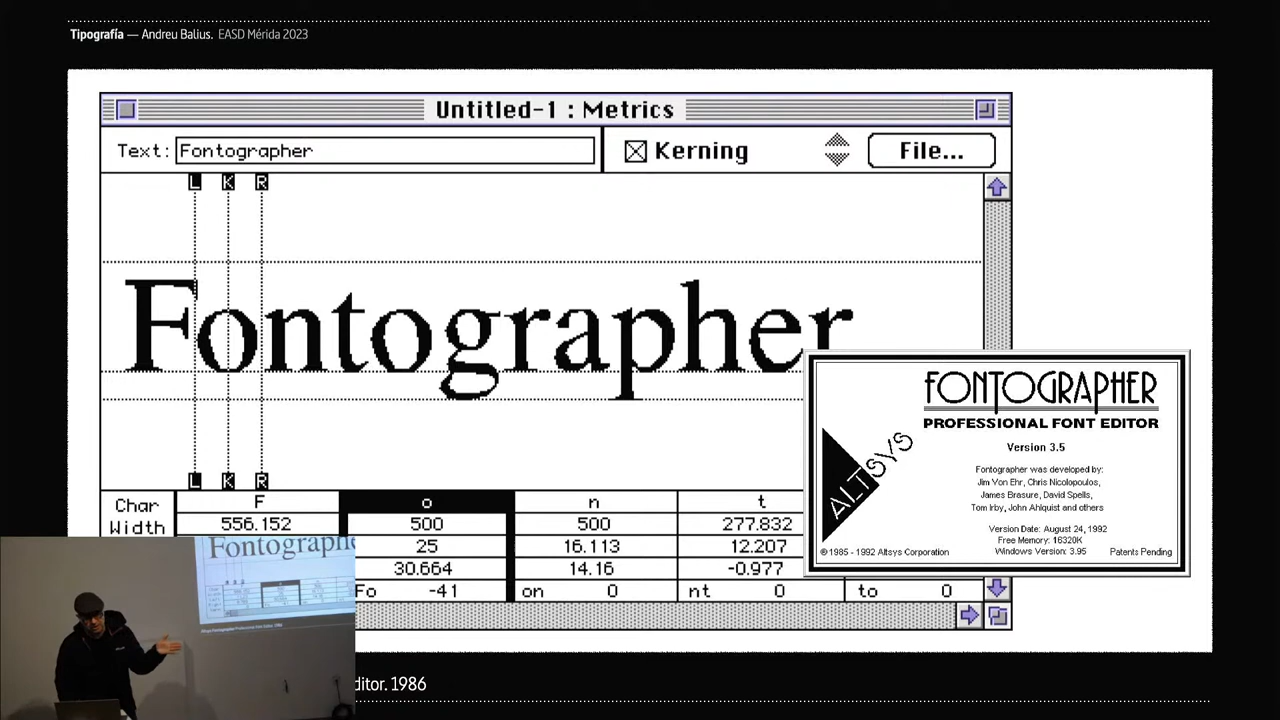 Tipografía — Andreu Balius. EASD Mérida 2023
Untitled-1 : Metrics
Text: Fontographer
Kerning
File...
L K R
Fontographer
L K R
Char Width
F o n t
556.152 500 500 277.832
25 16.113 12.207
30.664 14.16 -0.977
Fo -41 on 0 nt 0 to 0
FONTOGRAPHER
PROFESSIONAL FONT EDITOR
Version 3.5
ALTSYS
Fontographer was developed by:
Jim Von Ehr, Chris Nicolopoulos,
James Brasure, David Spells,
Tom Irby, John Ahlquist and others
Version Date: August 24, 1992
Free Memory: 16320K
Windows Version: 3.95
© 1985 - 1992 Altsys Corporation
Patents Pending
Fontographe
ditor. 1986